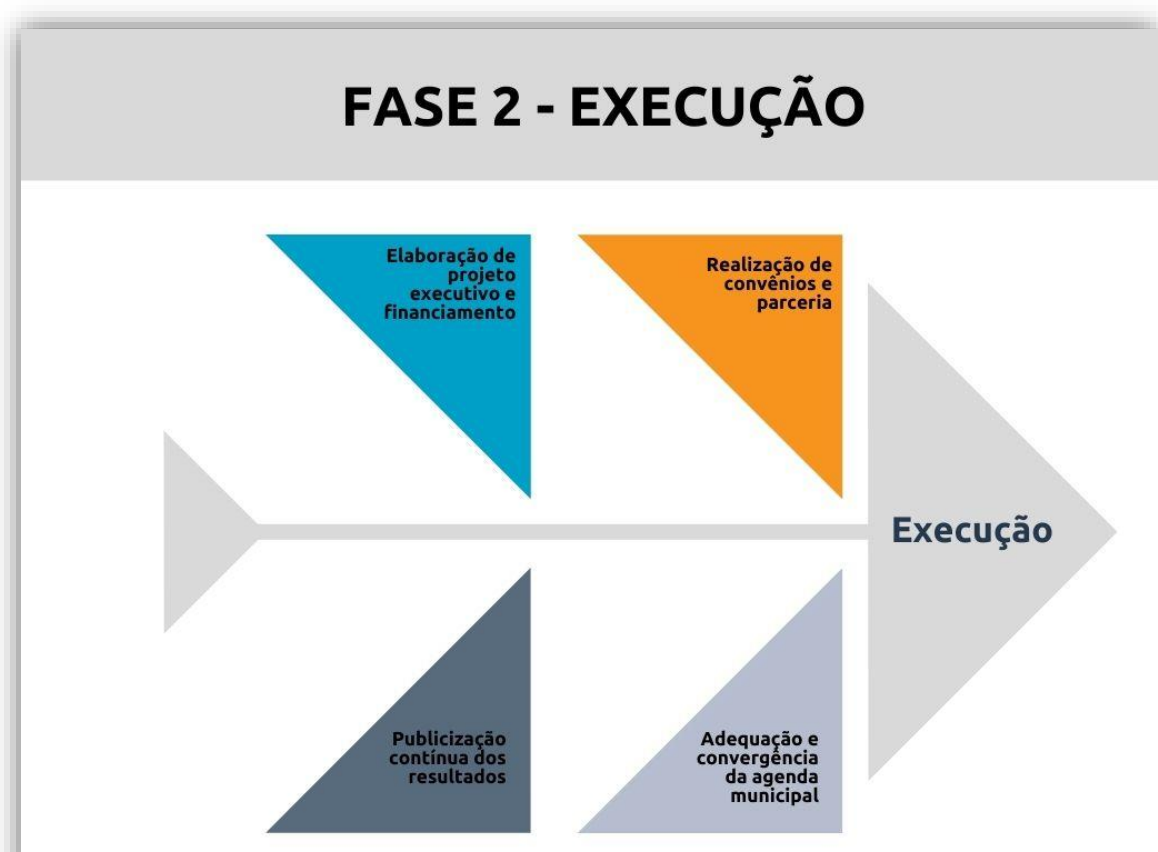 FASE 2 - EXECUÇÃO
Elaboração de
projeto
executivo e
financiamento
Realização de
convênios e
parceria
Execução
Publicização
contínua dos
resultados
Adequação e
convergência
da agenda
municipal